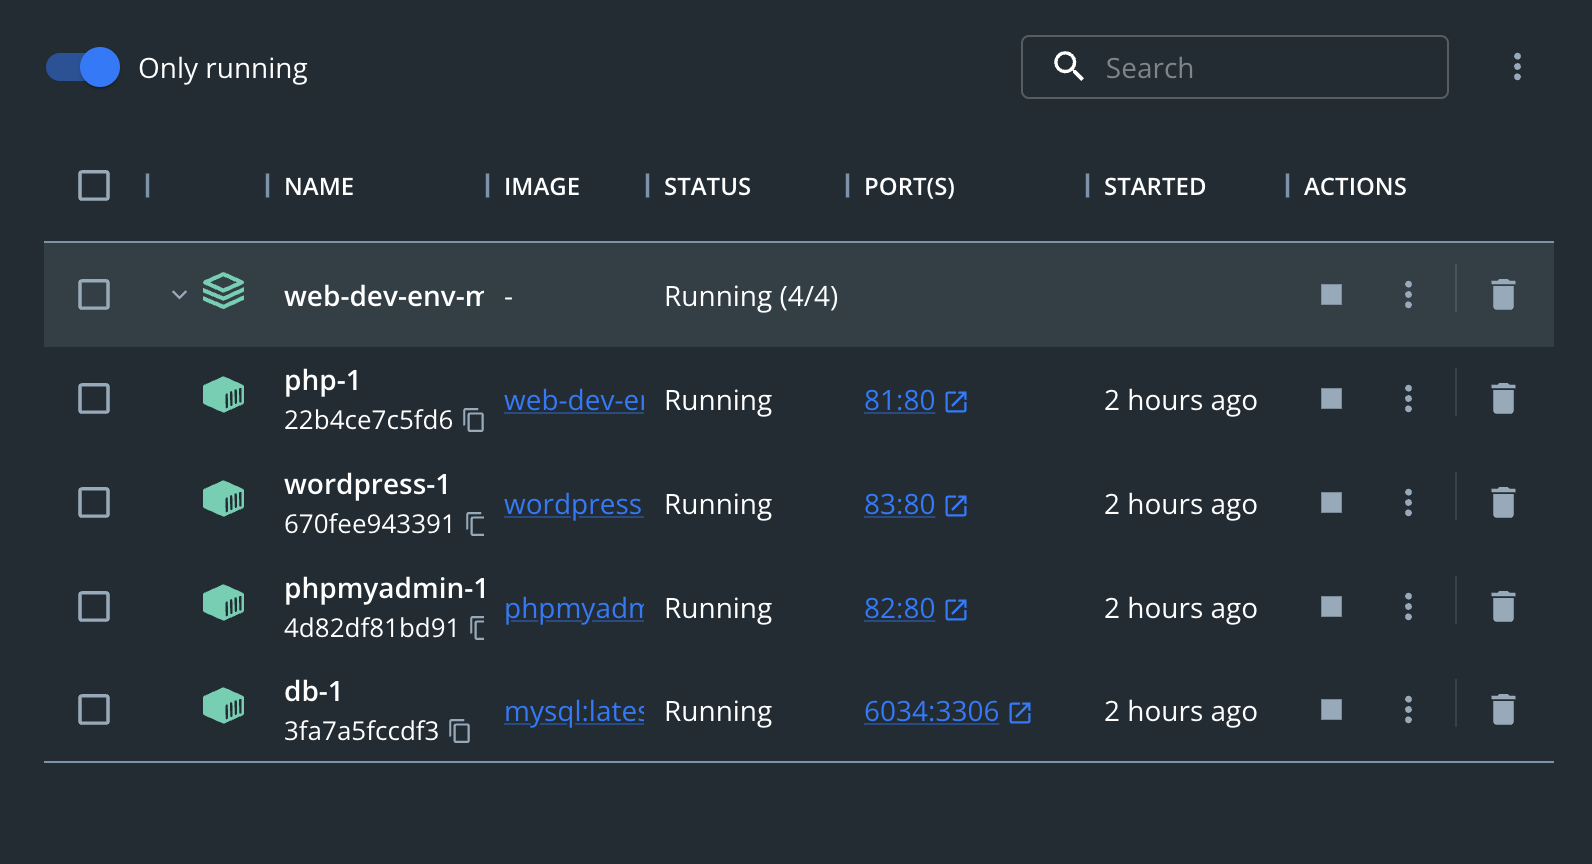 Only running
Search
NAME IMAGE STATUS PORT(S) STARTED ACTIONS
web-dev-env-m - Running (4/4)
php-1
22b4ce7c5fd6
web-dev-er Running 81:80 2 hours ago
wordpress-1
670fee943391
wordpress Running 83:80 2 hours ago
phpmyadmin-1
4d82df81bd91
phpmyadm Running 82:80 2 hours ago
db-1
3fa7a5fccdf3
mysql:lates Running 6034:3306 2 hours ago